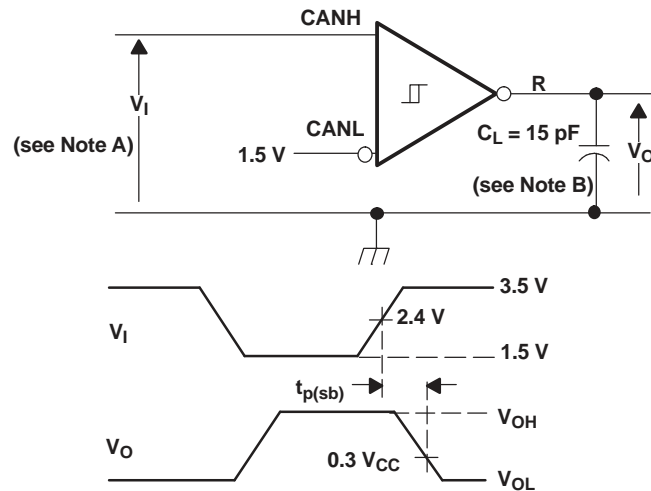 CANH
R
V_I
(see Note A)
CANL
1.5 V
C_L = 15 pF
(see Note B)
V_O
3.5 V
2.4 V
V_I
1.5 V
t_p(sb)
V_OH
V_O
0.3 V_CC
V_OL